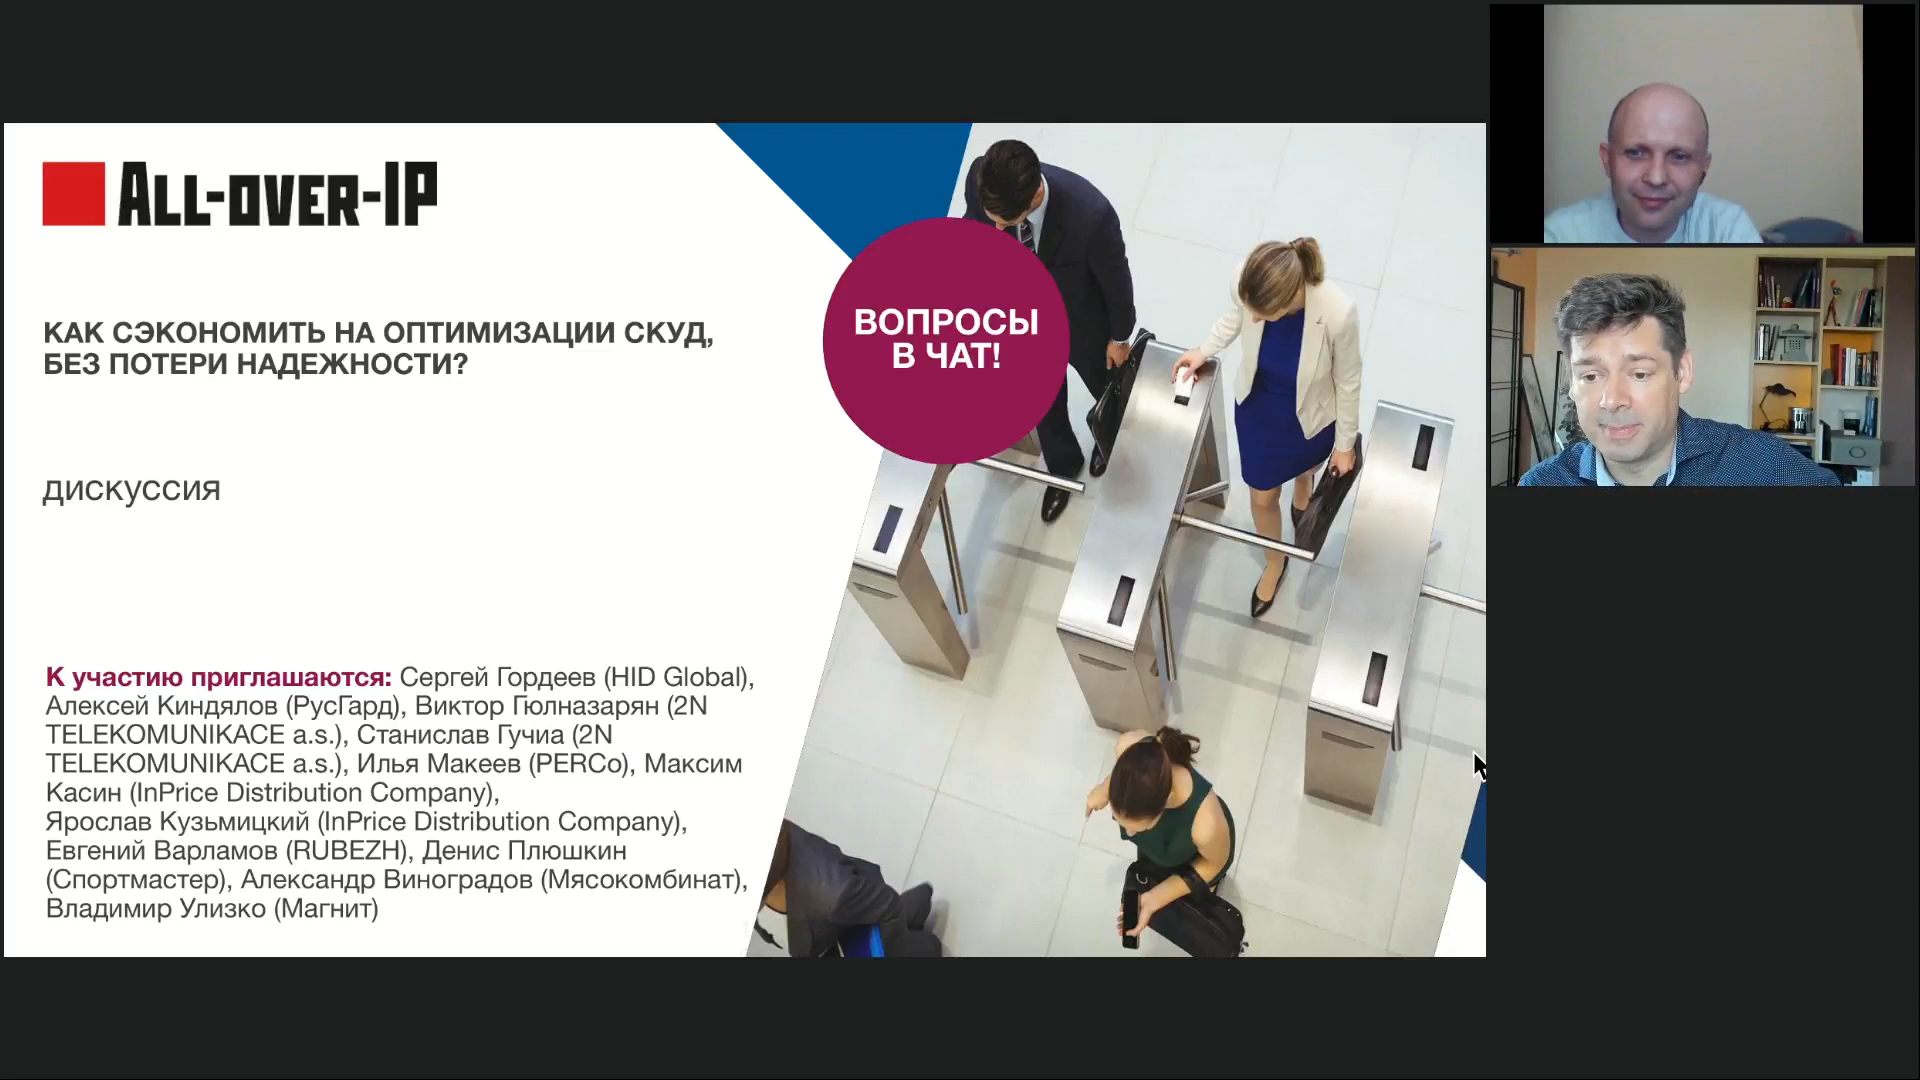 ALL-OVER-IP
КАК СЭКОНОМИТЬ НА ОПТИМИЗАЦИИ СКУД,
БЕЗ ПОТЕРИ НАДЕЖНОСТИ?
ВОПРОСЫ
В ЧАТ!
дискуссия
К участию приглашаются: Сергей Гордеев (HID Global),
Алексей Киндялов (РусГард), Виктор Гюлназарян (2N
TELEKOMUNIKACE a.s.), Станислав Гучиа (2N
TELEKOMUNIKACE a.s.), Илья Макеев (PERCo), Максим
Касин (InPrice Distribution Company),
Ярослав Кузьмицкий (InPrice Distribution Company),
Евгений Варламов (RUBEZH), Денис Плюшкин
(Спортмастер), Александр Виноградов (Мясокомбинат),
Владимир Улизко (Магнит)